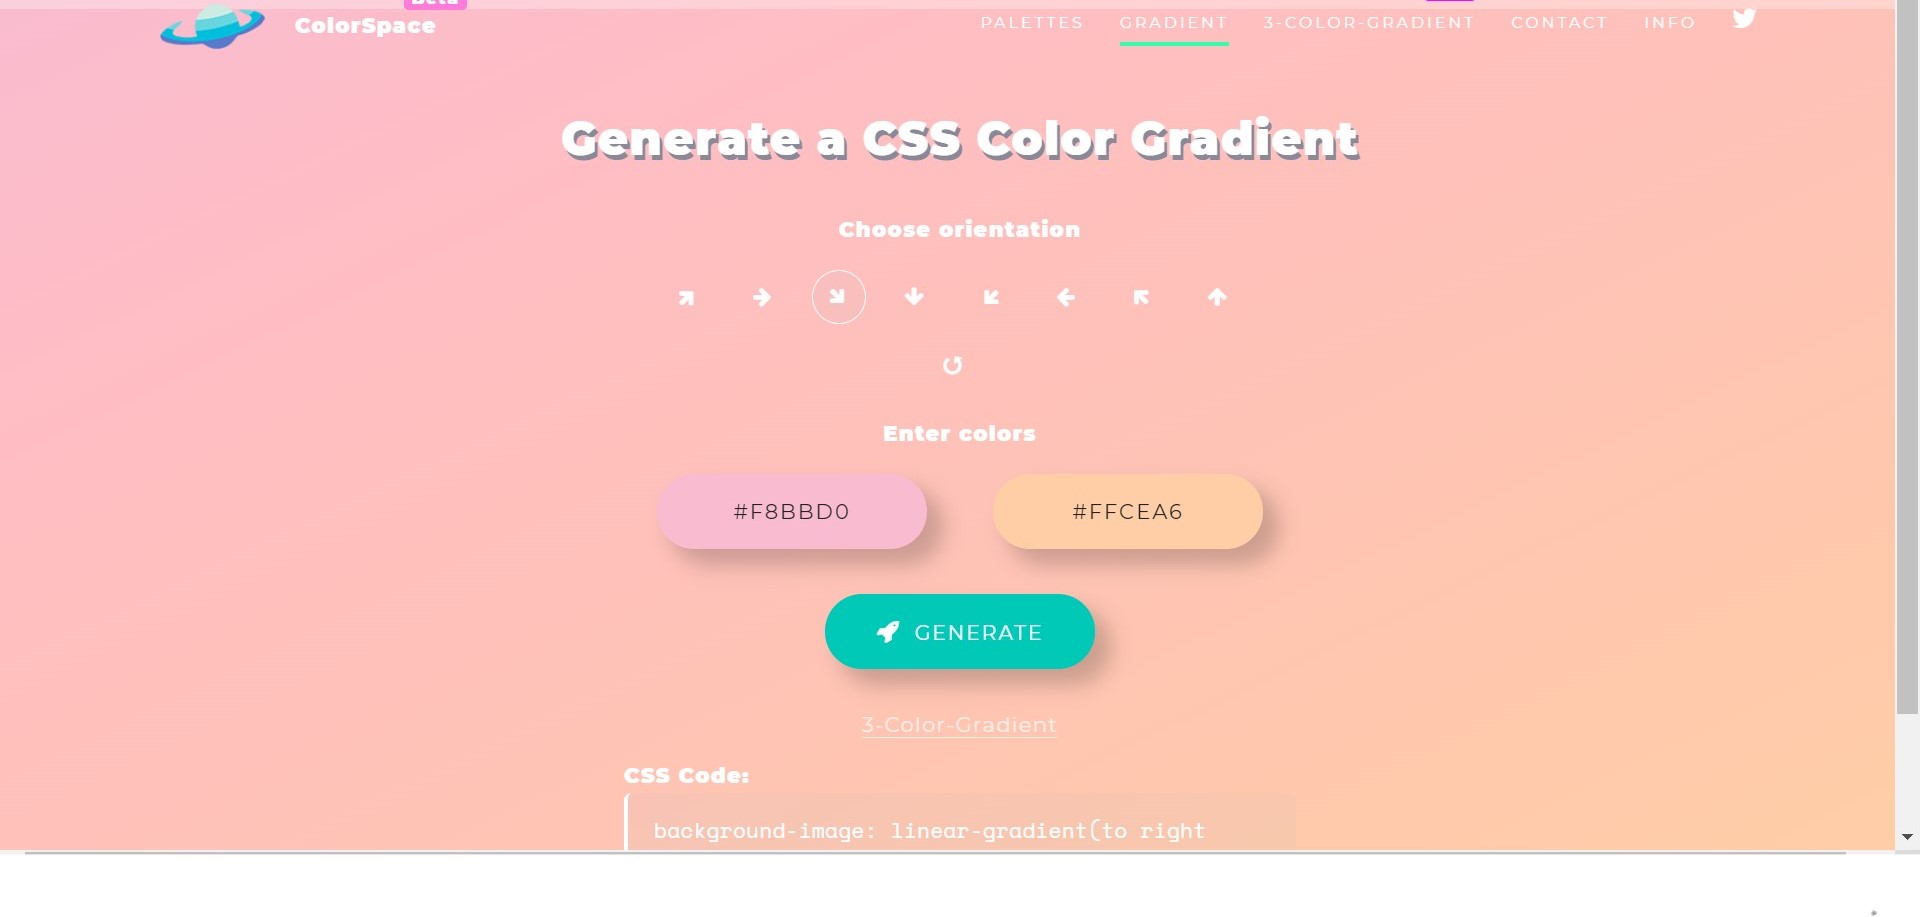 Beta
ColorSpace
PALETTES GRADIENT 3-COLOR-GRADIENT CONTACT INFO
Generate a CSS Color Gradient
Choose orientation
Enter colors
#F8BBD0 #FFCEA6
GENERATE
3-Color-Gradient
CSS Code:
background-image: linear-gradient(to right